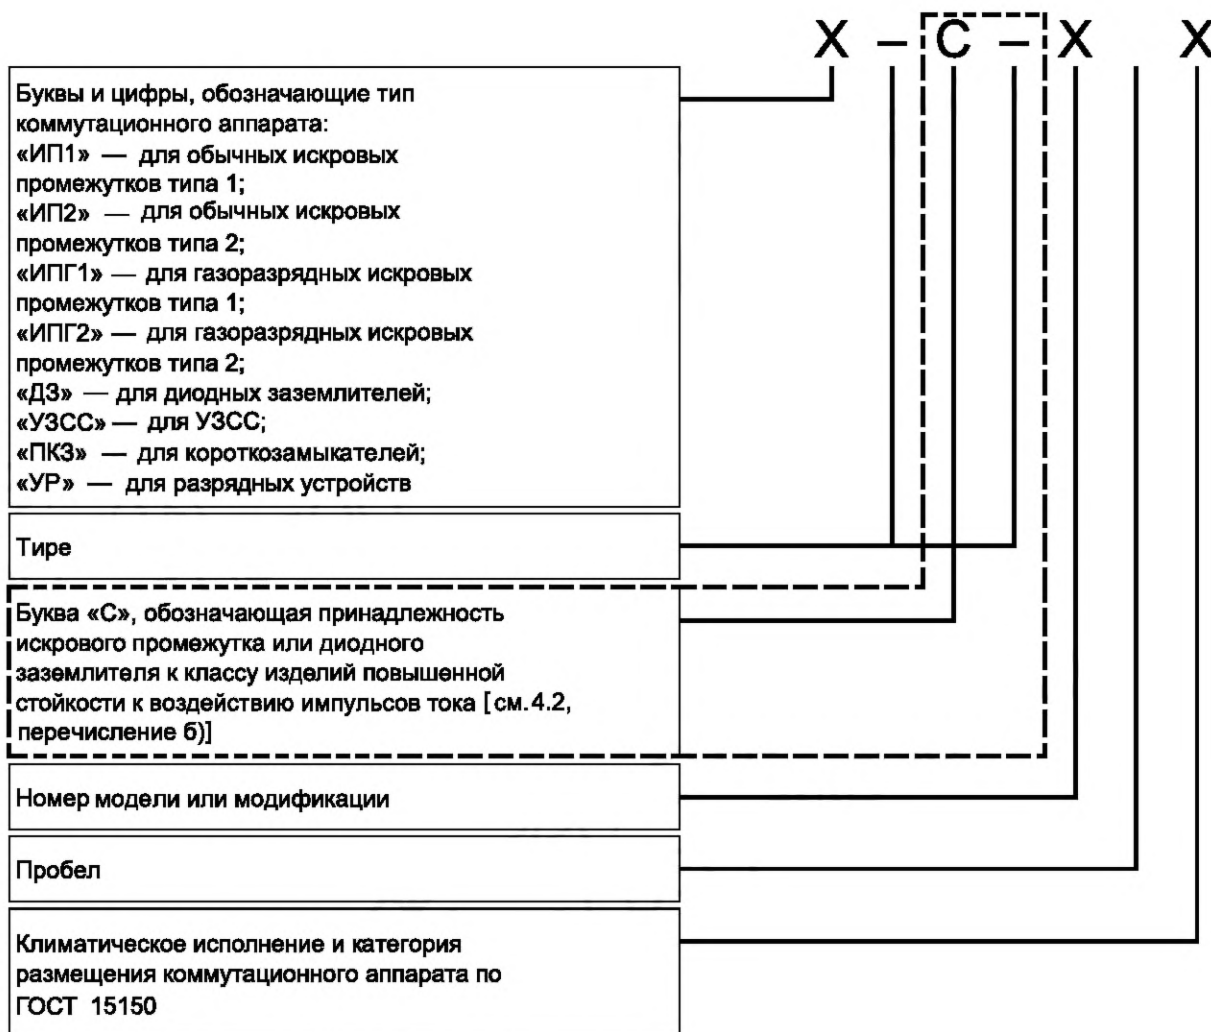 X – С – X X
Буквы и цифры, обозначающие тип
коммутационного аппарата:
«ИП1» — для обычных искровых
промежутков типа 1;
«ИП2» — для обычных искровых
промежутков типа 2;
«ИПГ1» — для газоразрядных искровых
промежутков типа 1;
«ИПГ2» — для газоразрядных искровых
промежутков типа 2;
«ДЗ» — для диодных заземлителей;
«УЗСС» — для УЗСС;
«ПКЗ» — для короткозамыкателей;
«УР» — для разрядных устройств
Тире
Буква «С», обозначающая принадлежность
искрового промежутка или диодного
заземлителя к классу изделий повышенной
стойкости к воздействию импульсов тока [см.4.2,
перечисление б)]
Номер модели или модификации
Пробел
Климатическое исполнение и категория
размещения коммутационного аппарата по
ГОСТ 15150